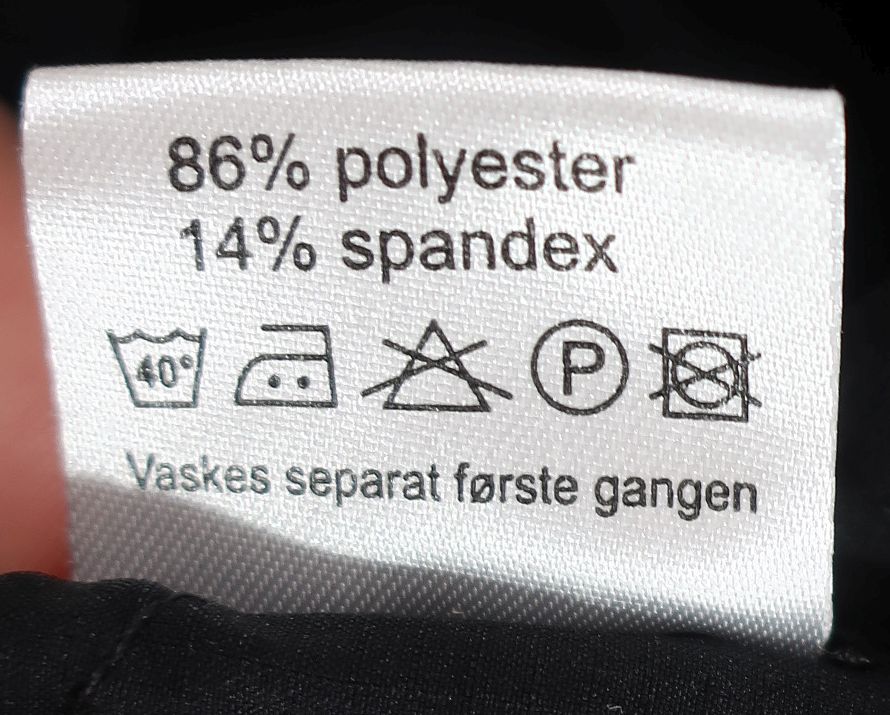 86% polyester
14% spandex
40° P
Vaskes separat første gangen